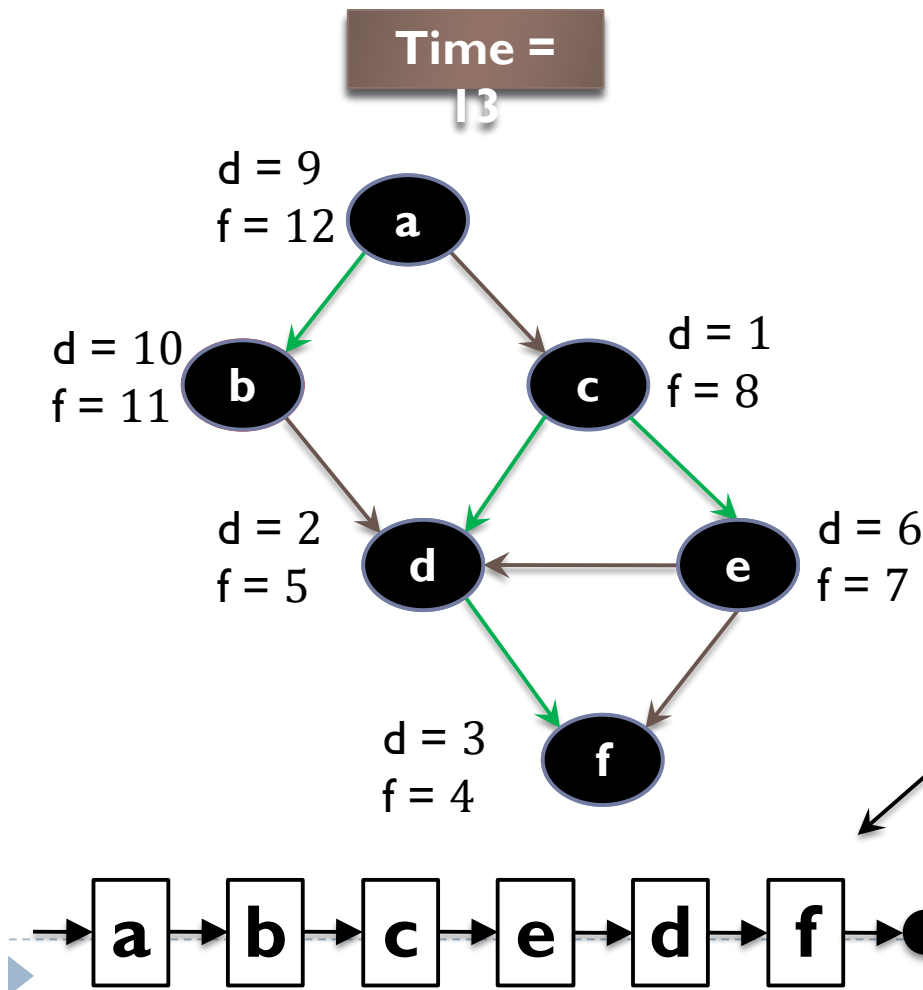 Time =
13
d = 9
f = 12
a
d = 10
f = 11
b
c
d = 1
f = 8
d = 2
f = 5
d
e
d = 6
f = 7
d = 3
f = 4
f
a b c e d f